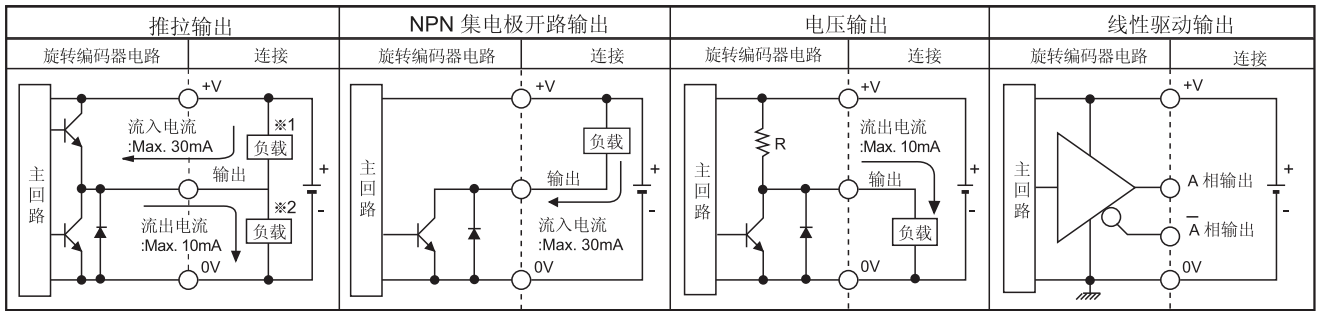 推拉输出
旋转编码器电路
连接
+V
※1
流入电流
:Max. 30mA
负载
主回路
输出
+
-
※2
流出电流
:Max. 10mA
负载
0V
NPN 集电极开路输出
旋转编码器电路
连接
+V
负载
主回路
输出
+
-
流入电流
:Max. 30mA
0V
电压输出
旋转编码器电路
连接
+V
R
流出电流
:Max. 10mA
主回路
输出
+
-
负载
0V
线性驱动输出
旋转编码器电路
连接
+V
主回路
A 相输出
+
-
A̅ 相输出
0V